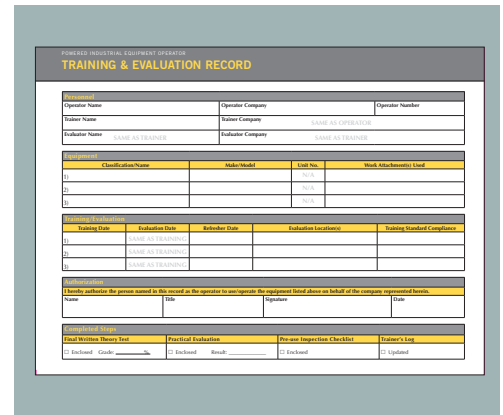 POWERED INDUSTRIAL EQUIPMENT OPERATOR
TRAINING & EVALUATION RECORD
Personnel
Operator Name Operator Company Operator Number
Trainer Name Trainer Company SAME AS OPERATOR
Evaluator Name SAME AS TRAINER Evaluator Company SAME AS TRAINER
Equipment
Classification/Name Make/Model Unit No. Work Attachment(s) Used
1) N/A
2) N/A
3) N/A
Training/Evaluation
Training Date Evaluation Date Refresher Date Evaluation Location(s) Training Standard Compliance
1) SAME AS TRAINING
2) SAME AS TRAINING
3) SAME AS TRAINING
Authorization
I hereby authorize the person named in this record as the operator to use/operate the equipment listed above on behalf of the company represented herein.
Name Title Signature Date
Completed Steps
Final Written Theory Test Practical Evaluation Pre-use Inspection Checklist Trainer's Log
☐ Enclosed Grade: ________% ☐ Enclosed Result: ____________ ☐ Enclosed ☐ Updated